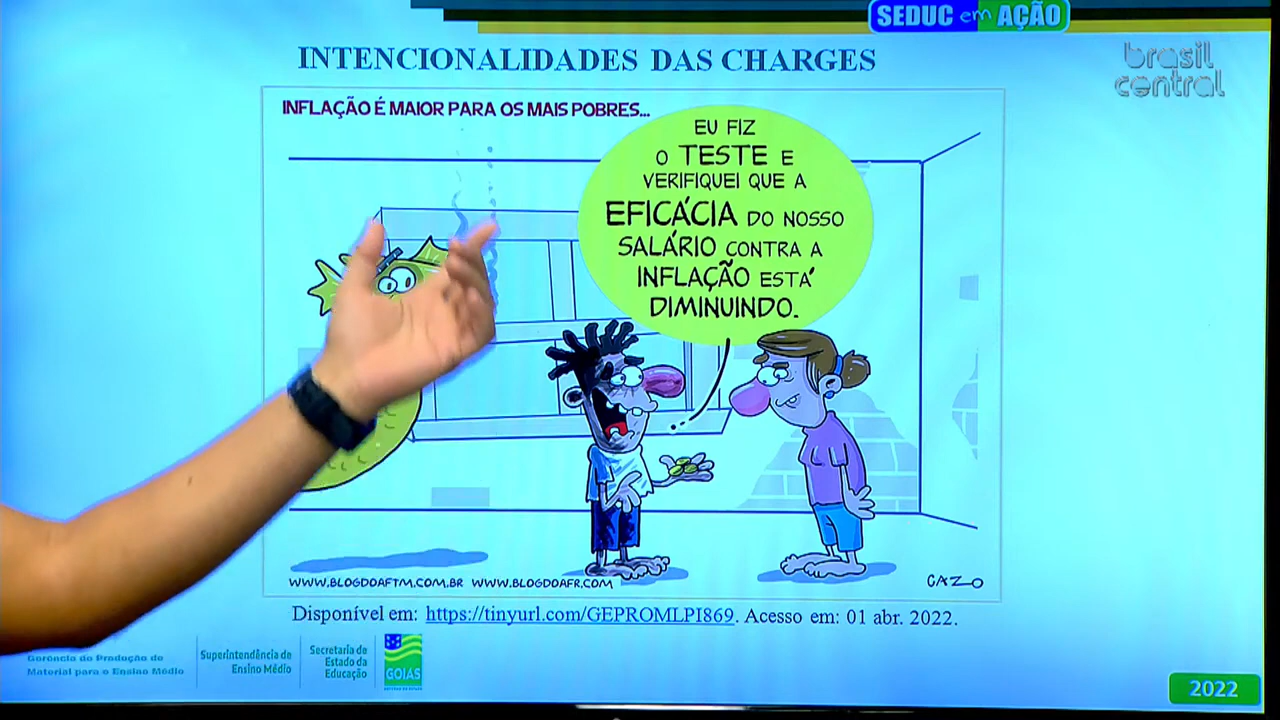 SEDUC em AÇÃO
brasil
central
INTENCIONALIDADES DAS CHARGES
INFLAÇÃO É MAIOR PARA OS MAIS POBRES...
EU FIZ
O TESTE E
VERIFIQUEI QUE A
EFICÁCIA DO NOSSO
SALÁRIO CONTRA A
INFLAÇÃO ESTÁ
DIMINUINDO.
WWW.BLOGDOAFTM.COM.BR WWW.BLOGDOAFR.COM
CAZO
Disponível em: https://tinyurl.com/GEPROMLPI869. Acesso em: 01 abr. 2022.
Gerência de Produção de
Material para o Ensino Médio
Superintendência de
Ensino Médio
Secretaria de
Estado da
Educação
GOIÁS
2022